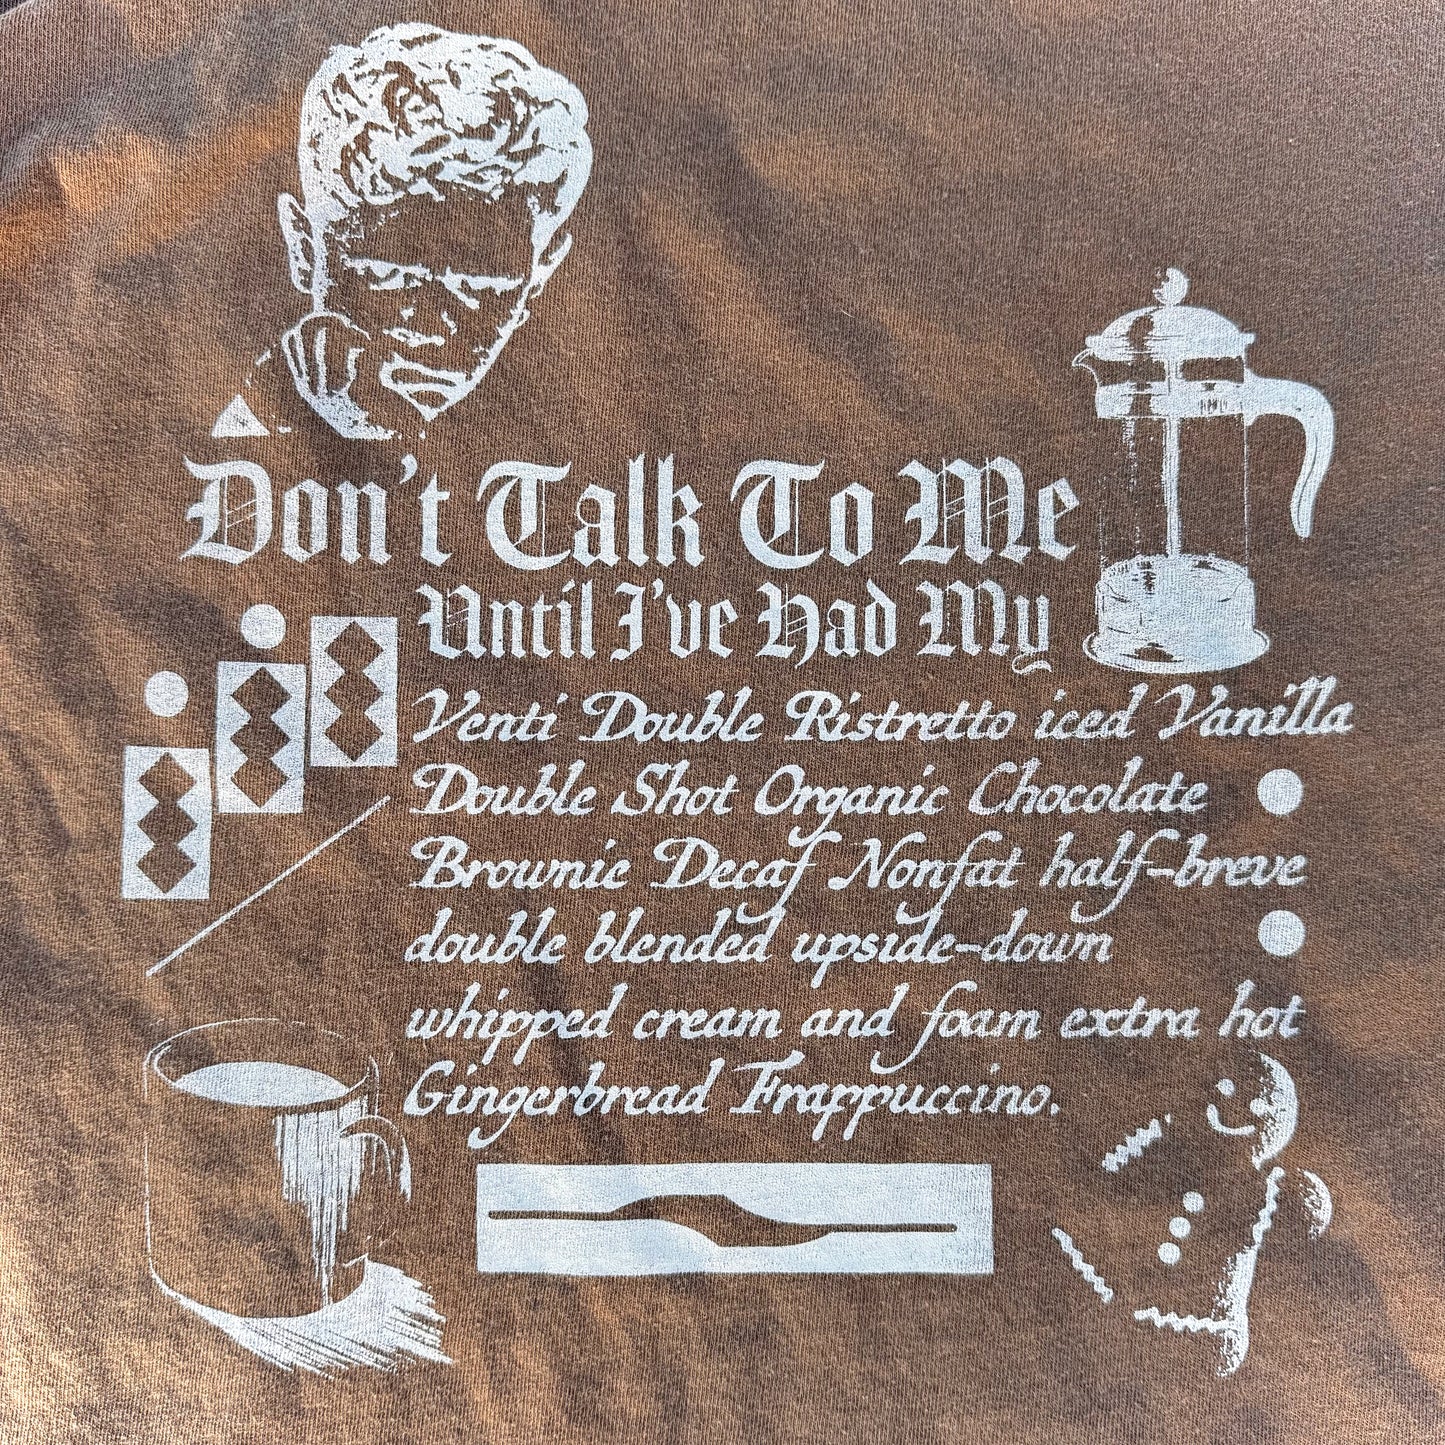 Don't Talk To Me
Until I've Had My
Venti Double Ristretto iced Vanilla
Double Shot Organic Chocolate
Brownie Decaf Nonfat half-breve
double blended upside-down
whipped cream and foam extra hot
Gingerbread Frappuccino.